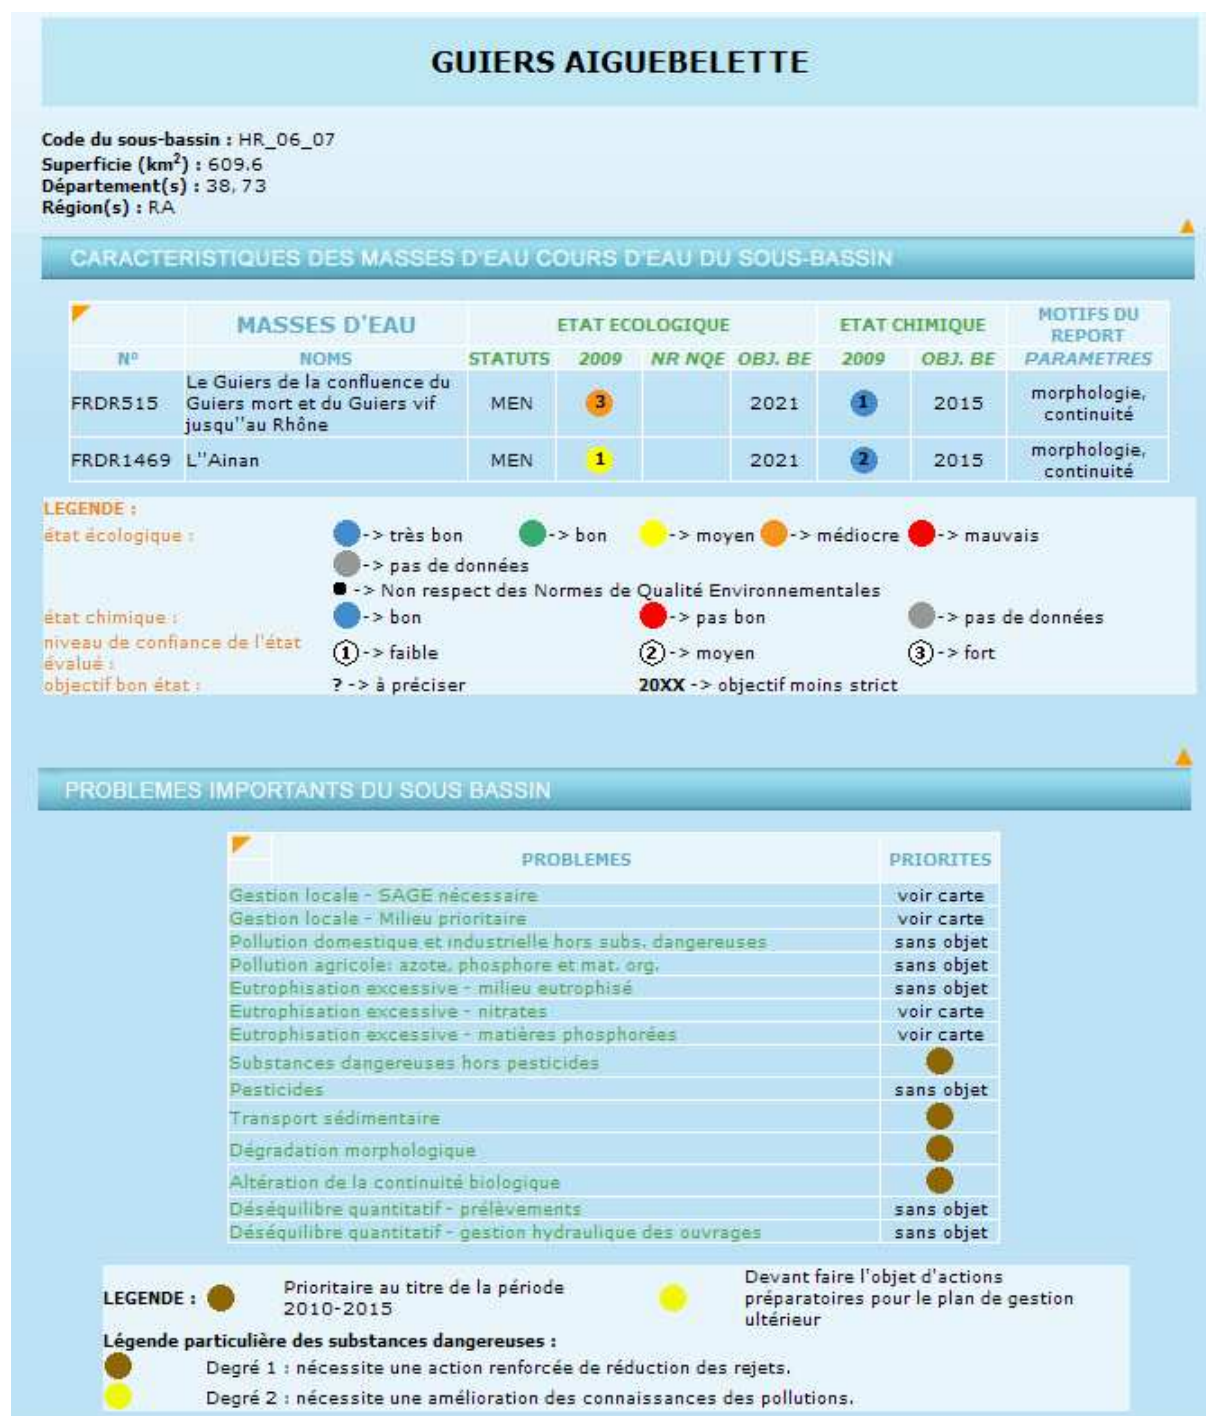 GUIERS AIGUEBELETTE
Code du sous-bassin : HR_06_07
Superficie (km²) : 609.6
Département(s) : 38, 73
Région(s) : RA
CARACTERISTIQUES DES MASSES D'EAU COURS D'EAU DU SOUS-BASSIN
MASSES D'EAU ETAT ECOLOGIQUE ETAT CHIMIQUE MOTIFS DU REPORT
N° NOMS STATUTS 2009 NR NQE OBJ. BE 2009 OBJ. BE PARAMETRES
FRDR515 Le Guiers de la confluence du Guiers mort et du Guiers vif jusqu''au Rhône MEN 3 2021 1 2015 morphologie, continuité
FRDR1469 L''Ainan MEN 1 2021 2 2015 morphologie, continuité
LEGENDE :
état écologique : -> très bon -> bon -> moyen -> médiocre -> mauvais
-> pas de données
-> Non respect des Normes de Qualité Environnementales
état chimique : -> bon -> pas bon -> pas de données
niveau de confiance de l'état évalué : 1 -> faible 2 -> moyen 3 -> fort
objectif bon état : ? -> à préciser 20XX -> objectif moins strict
PROBLEMES IMPORTANTS DU SOUS BASSIN
PROBLEMES PRIORITES
Gestion locale - SAGE nécessaire voir carte
Gestion locale - Milieu prioritaire voir carte
Pollution domestique et industrielle hors subs. dangereuses sans objet
Pollution agricole: azote, phosphore et mat. org. sans objet
Eutrophisation excessive - milieu eutrophisé sans objet
Eutrophisation excessive - nitrates voir carte
Eutrophisation excessive - matières phosphorées voir carte
Substances dangereuses hors pesticides
Pesticides sans objet
Transport sédimentaire
Dégradation morphologique
Altération de la continuité biologique
Déséquilibre quantitatif - prélèvements sans objet
Déséquilibre quantitatif - gestion hydraulique des ouvrages sans objet
LEGENDE : Prioritaire au titre de la période 2010-2015 Devant faire l'objet d'actions préparatoires pour le plan de gestion ultérieur
Légende particulière des substances dangereuses :
Degré 1 : nécessite une action renforcée de réduction des rejets.
Degré 2 : nécessite une amélioration des connaissances des pollutions.